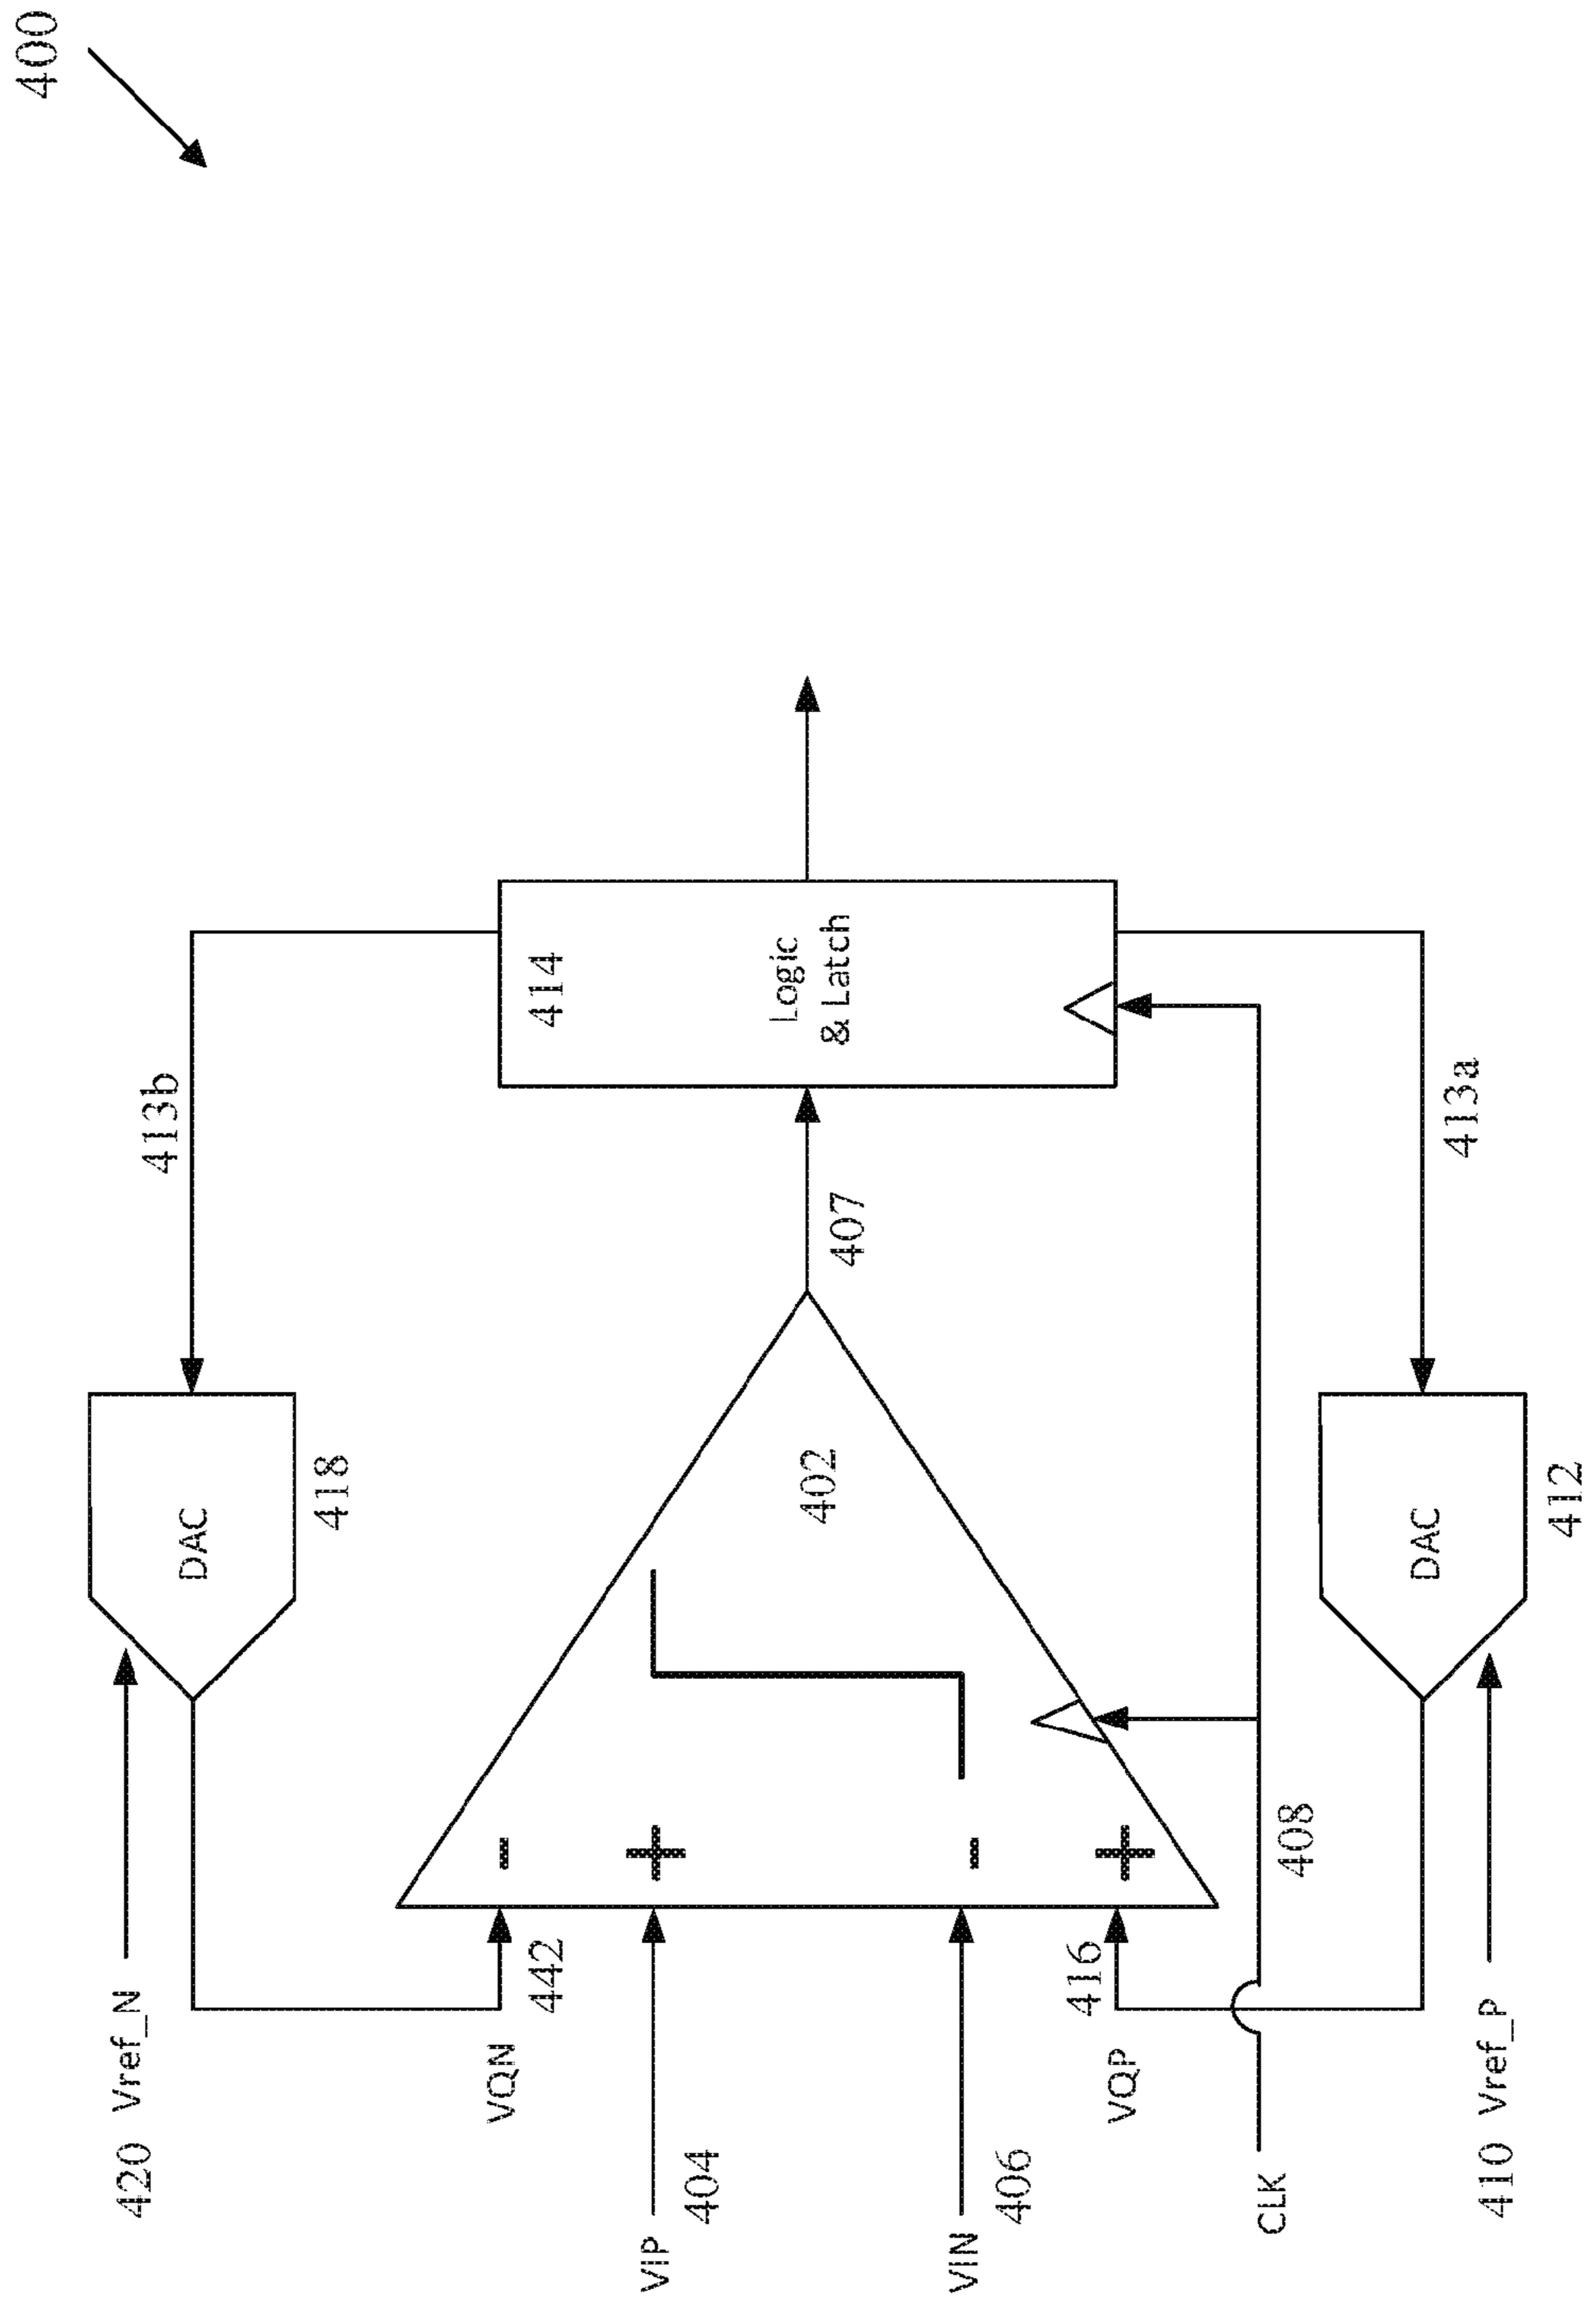 400
413b
420 Vref_N
DAC
418
VQN
442
414
Logic
& Latch
407
402
-
+
-
+
VIP
404
VIN
406
416
VQP
408
CLK
413a
DAC
412
410 Vref_P